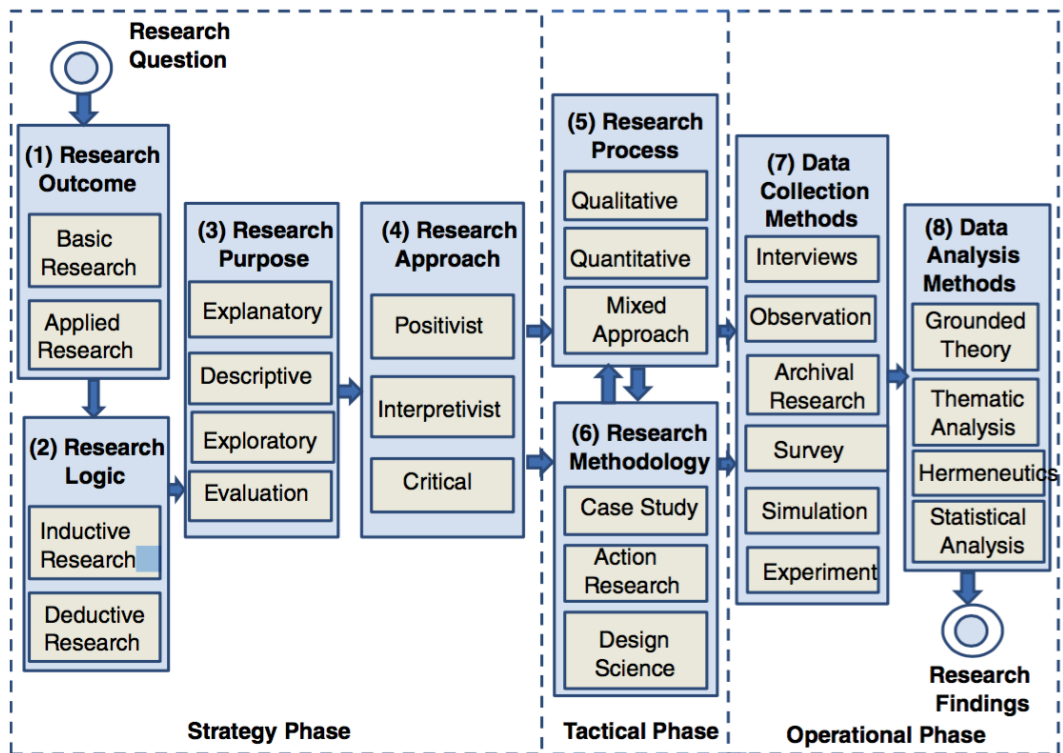 Research
Question
(1) Research
Outcome
Basic
Research
Applied
Research
(2) Research
Logic
Inductive
Research
Deductive
Research
(3) Research
Purpose
Explanatory
Descriptive
Exploratory
Evaluation
(4) Research
Approach
Positivist
Interpretivist
Critical
Strategy Phase
(5) Research
Process
Qualitative
Quantitative
Mixed
Approach
(6) Research
Methodology
Case Study
Action
Research
Design
Science
Tactical Phase
(7) Data
Collection
Methods
Interviews
Observation
Archival
Research
Survey
Simulation
Experiment
(8) Data
Analysis
Methods
Grounded
Theory
Thematic
Analysis
Hermeneutics
Statistical
Analysis
Research
Findings
Operational Phase